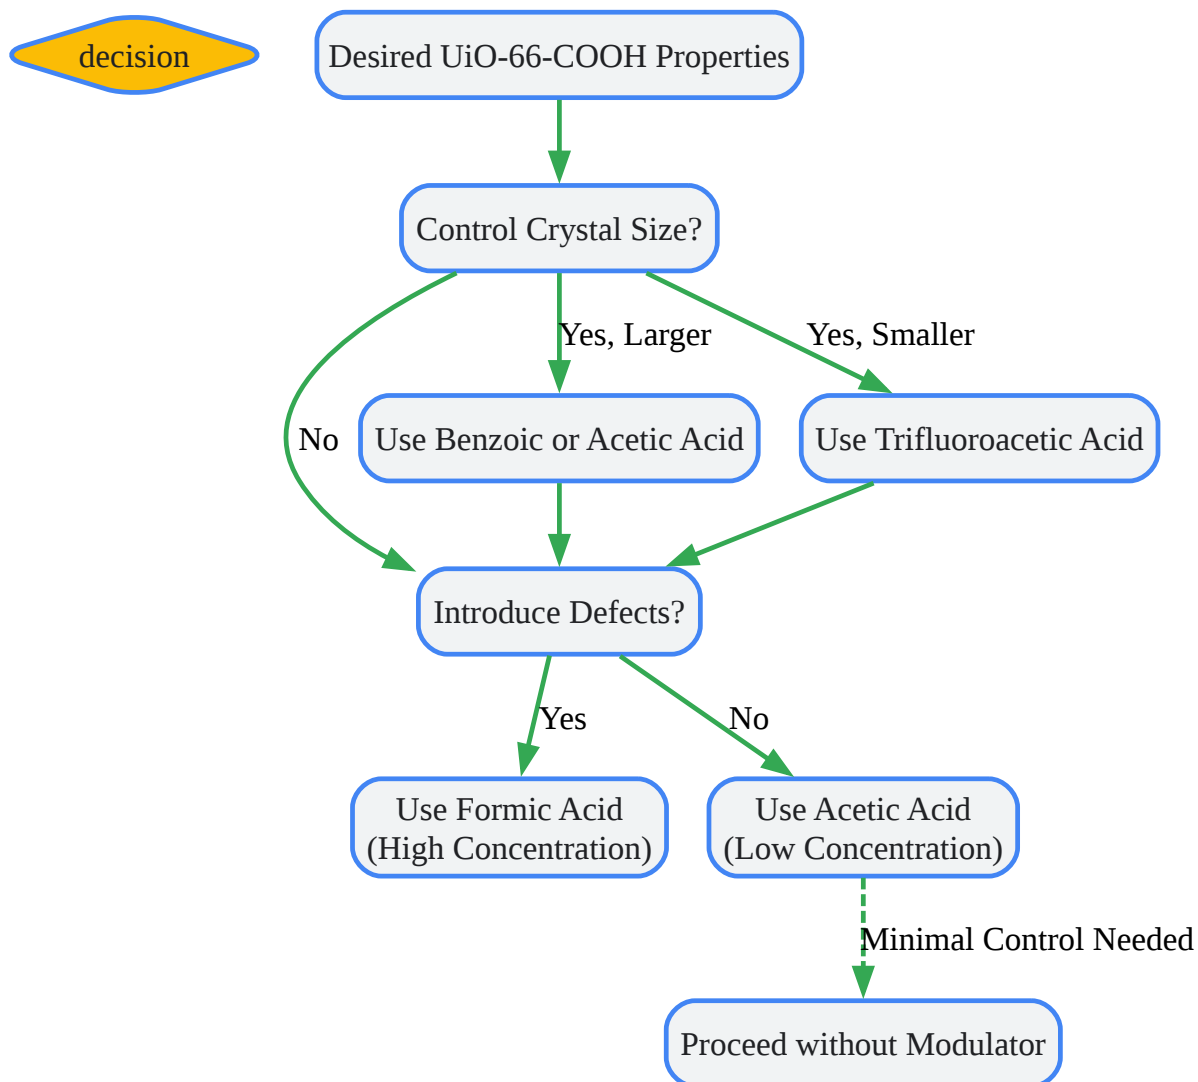 decision
Desired UiO-66-COOH Properties
Control Crystal Size?
Yes, Larger
Yes, Smaller
No
Use Benzoic or Acetic Acid
Use Trifluoroacetic Acid
Introduce Defects?
Yes
No
Use Formic Acid
(High Concentration)
Use Acetic Acid
(Low Concentration)
Minimal Control Needed
Proceed without Modulator